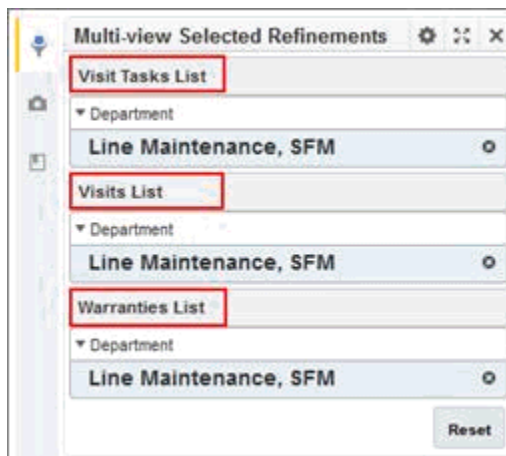 Multi-view Selected Refinements
Visit Tasks List
Department
Line Maintenance, SFM
Visits List
Department
Line Maintenance, SFM
Warranties List
Department
Line Maintenance, SFM
Reset